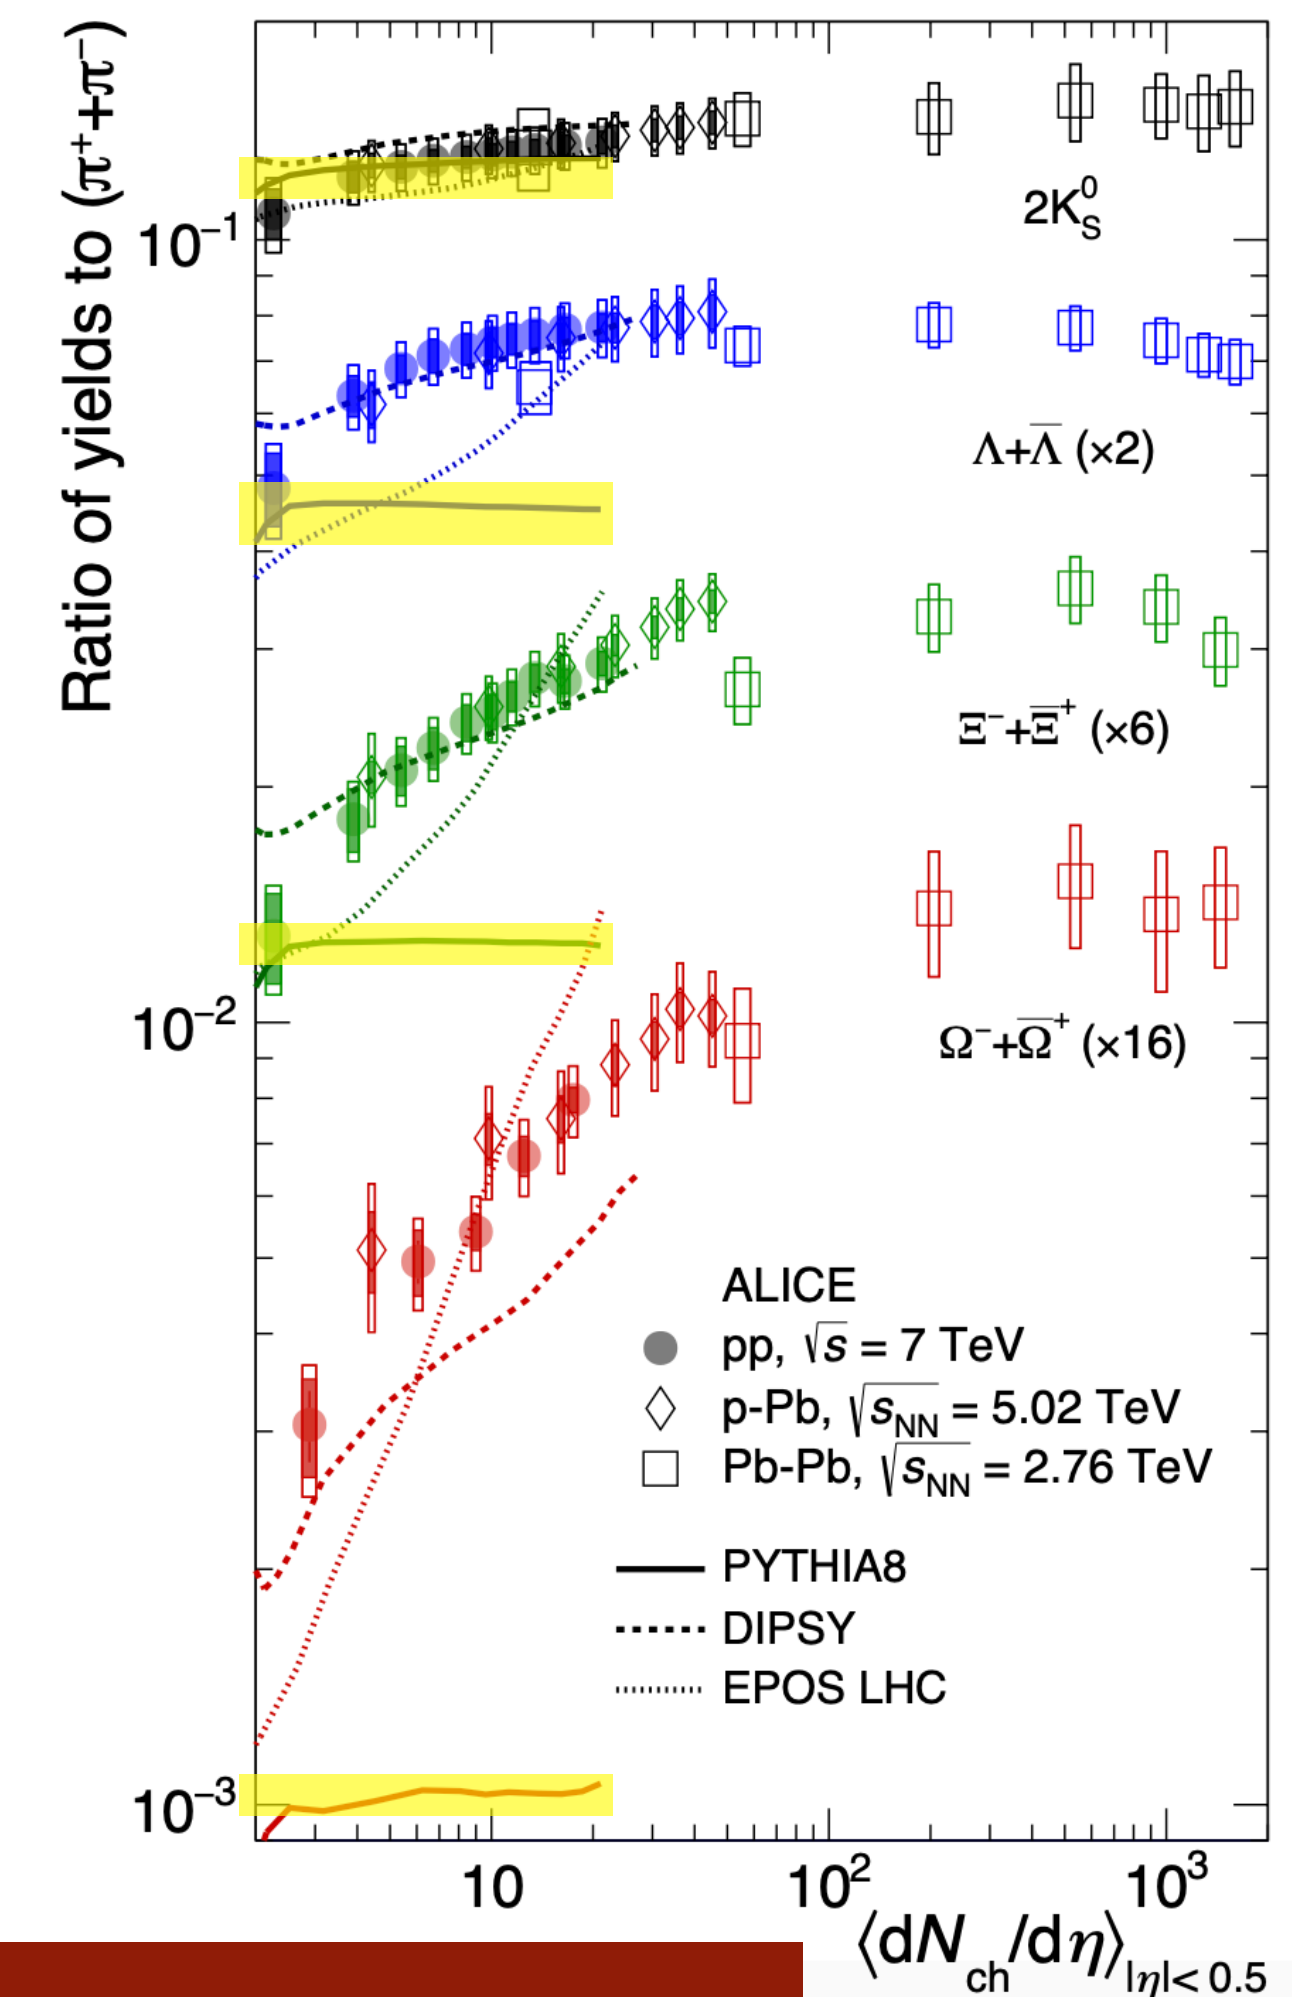 Ratio of yields to (π⁺+π⁻)
10⁻¹
2K⁰_S
Λ+Λ̅ (×2)
Ξ⁻+Ξ̅⁺ (×6)
10⁻²
Ω⁻+Ω̅⁺ (×16)
ALICE
pp, √s = 7 TeV
p-Pb, √s_NN = 5.02 TeV
Pb-Pb, √s_NN = 2.76 TeV
PYTHIA8
DIPSY
EPOS LHC
10⁻³
10
10²
10³
⟨dN_ch/dη⟩_|η|< 0.5